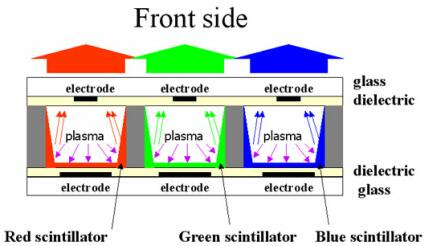 Front side
electrode electrode electrode glass
dielectric
plasma plasma plasma
dielectric
electrode electrode electrode glass
Red scintillator Green scintillator Blue scintillator